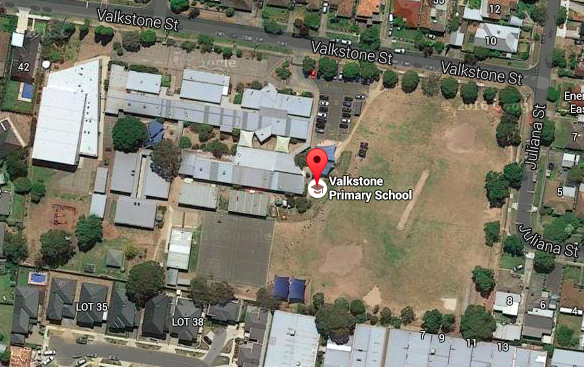 Valkstone St
33
12
Valkstone St
10
Valkstone St
42
Juliana St
7
Valkstone
Primary School
5
Juliana St
LOT 35
LOT 38
8
6
4
7
9
11
13